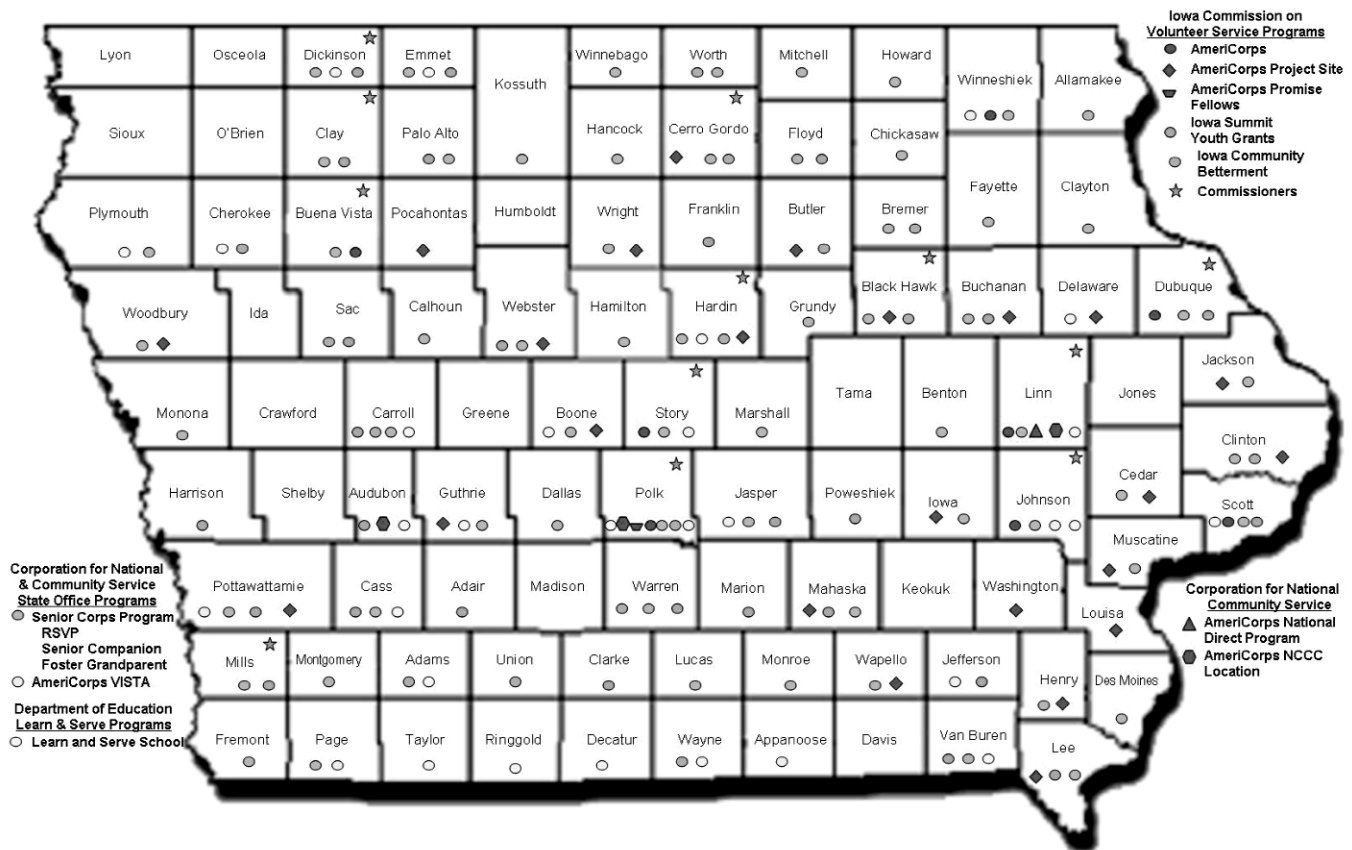 Iowa Commission on
Volunteer Service Programs
AmeriCorps
AmeriCorps Project Site
AmeriCorps Promise
Fellows
Iowa Summit
Youth Grants
Iowa Community
Betterment
Commissioners
Lyon
Osceola
Dickinson
Emmet
Kossuth
Winnebago
Worth
Mitchell
Howard
Winneshiek
Allamakee
Sioux
O'Brien
Clay
Palo Alto
Hancock
Cerro Gordo
Floyd
Chickasaw
Fayette
Clayton
Plymouth
Cherokee
Buena Vista
Pocahontas
Humboldt
Wright
Franklin
Butler
Bremer
Woodbury
Ida
Sac
Calhoun
Webster
Hamilton
Hardin
Grundy
Black Hawk
Buchanan
Delaware
Dubuque
Jackson
Monona
Crawford
Carroll
Greene
Boone
Story
Marshall
Tama
Benton
Linn
Jones
Clinton
Cedar
Harrison
Shelby
Audubon
Guthrie
Dallas
Polk
Jasper
Poweshiek
Iowa
Johnson
Scott
Muscatine
Pottawattamie
Cass
Adair
Madison
Warren
Marion
Mahaska
Keokuk
Washington
Louisa
Mills
Montgomery
Adams
Union
Clarke
Lucas
Monroe
Wapello
Jefferson
Henry
Des Moines
Fremont
Page
Taylor
Ringgold
Decatur
Wayne
Appanoose
Davis
Van Buren
Lee
Corporation for National
& Community Service
State Office Programs
Senior Corps Program
RSVP
Senior Companion
Foster Grandparent
AmeriCorps VISTA
Department of Education
Learn & Serve Programs
Learn and Serve School
Corporation for National
Community Service
AmeriCorps National
Direct Program
AmeriCorps NCCC
Location